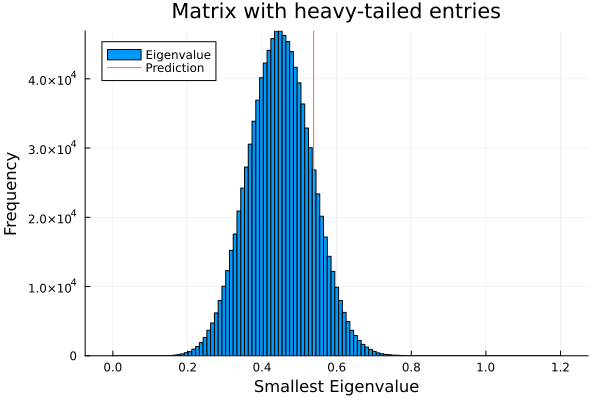 Matrix with heavy-tailed entries
Eigenvalue
Prediction
Frequency
4.0×10⁴
3.0×10⁴
2.0×10⁴
1.0×10⁴
0
0.0 0.2 0.4 0.6 0.8 1.0 1.2
Smallest Eigenvalue